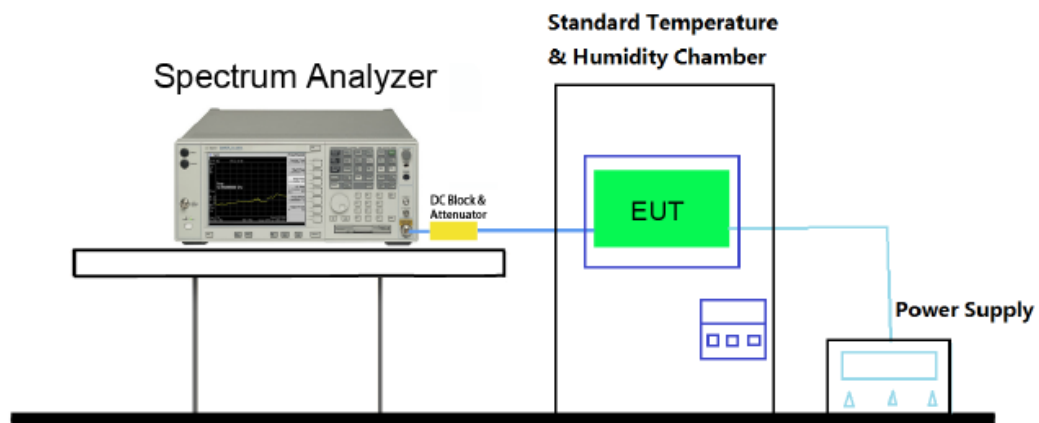 Standard Temperature
& Humidity Chamber
Spectrum Analyzer
DC Block &
Attenuator
EUT
Power Supply